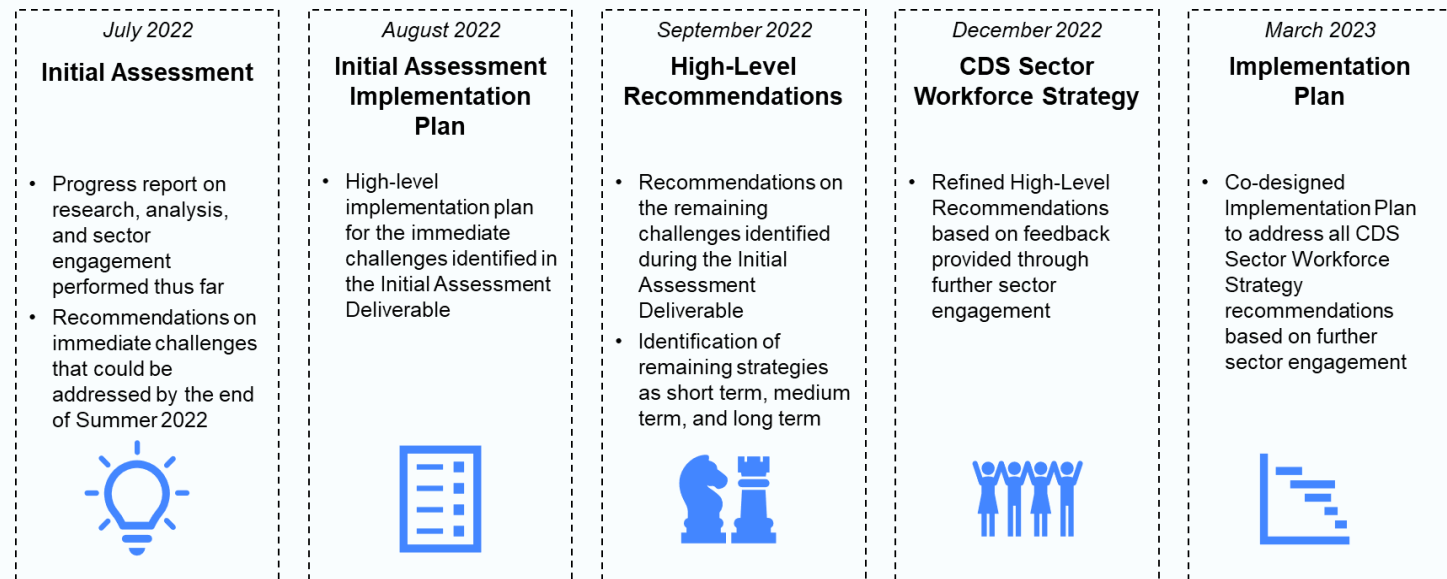 July 2022
Initial Assessment
• Progress report on
research, analysis,
and sector
engagement
performed thus far
• Recommendations on
immediate challenges
that could be
addressed by the end
of Summer 2022
August 2022
Initial Assessment
Implementation
Plan
• High-level
implementation plan
for the immediate
challenges identified in
the Initial Assessment
Deliverable
September 2022
High-Level
Recommendations
• Recommendations on
the remaining
challenges identified
during the Initial
Assessment
Deliverable
• Identification of
remaining strategies
as short term, medium
term, and long term
December 2022
CDS Sector
Workforce Strategy
• Refined High-Level
Recommendations
based on feedback
provided through
further sector
engagement
March 2023
Implementation
Plan
• Co-designed
Implementation Plan
to address all CDS
Sector Workforce
Strategy
recommendations
based on further
sector engagement